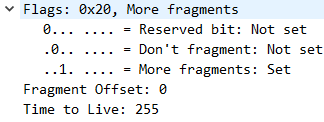 Flags: 0x20, More fragments
0... .... = Reserved bit: Not set
.0.. .... = Don't fragment: Not set
..1. .... = More fragments: Set
Fragment Offset: 0
Time to Live: 255